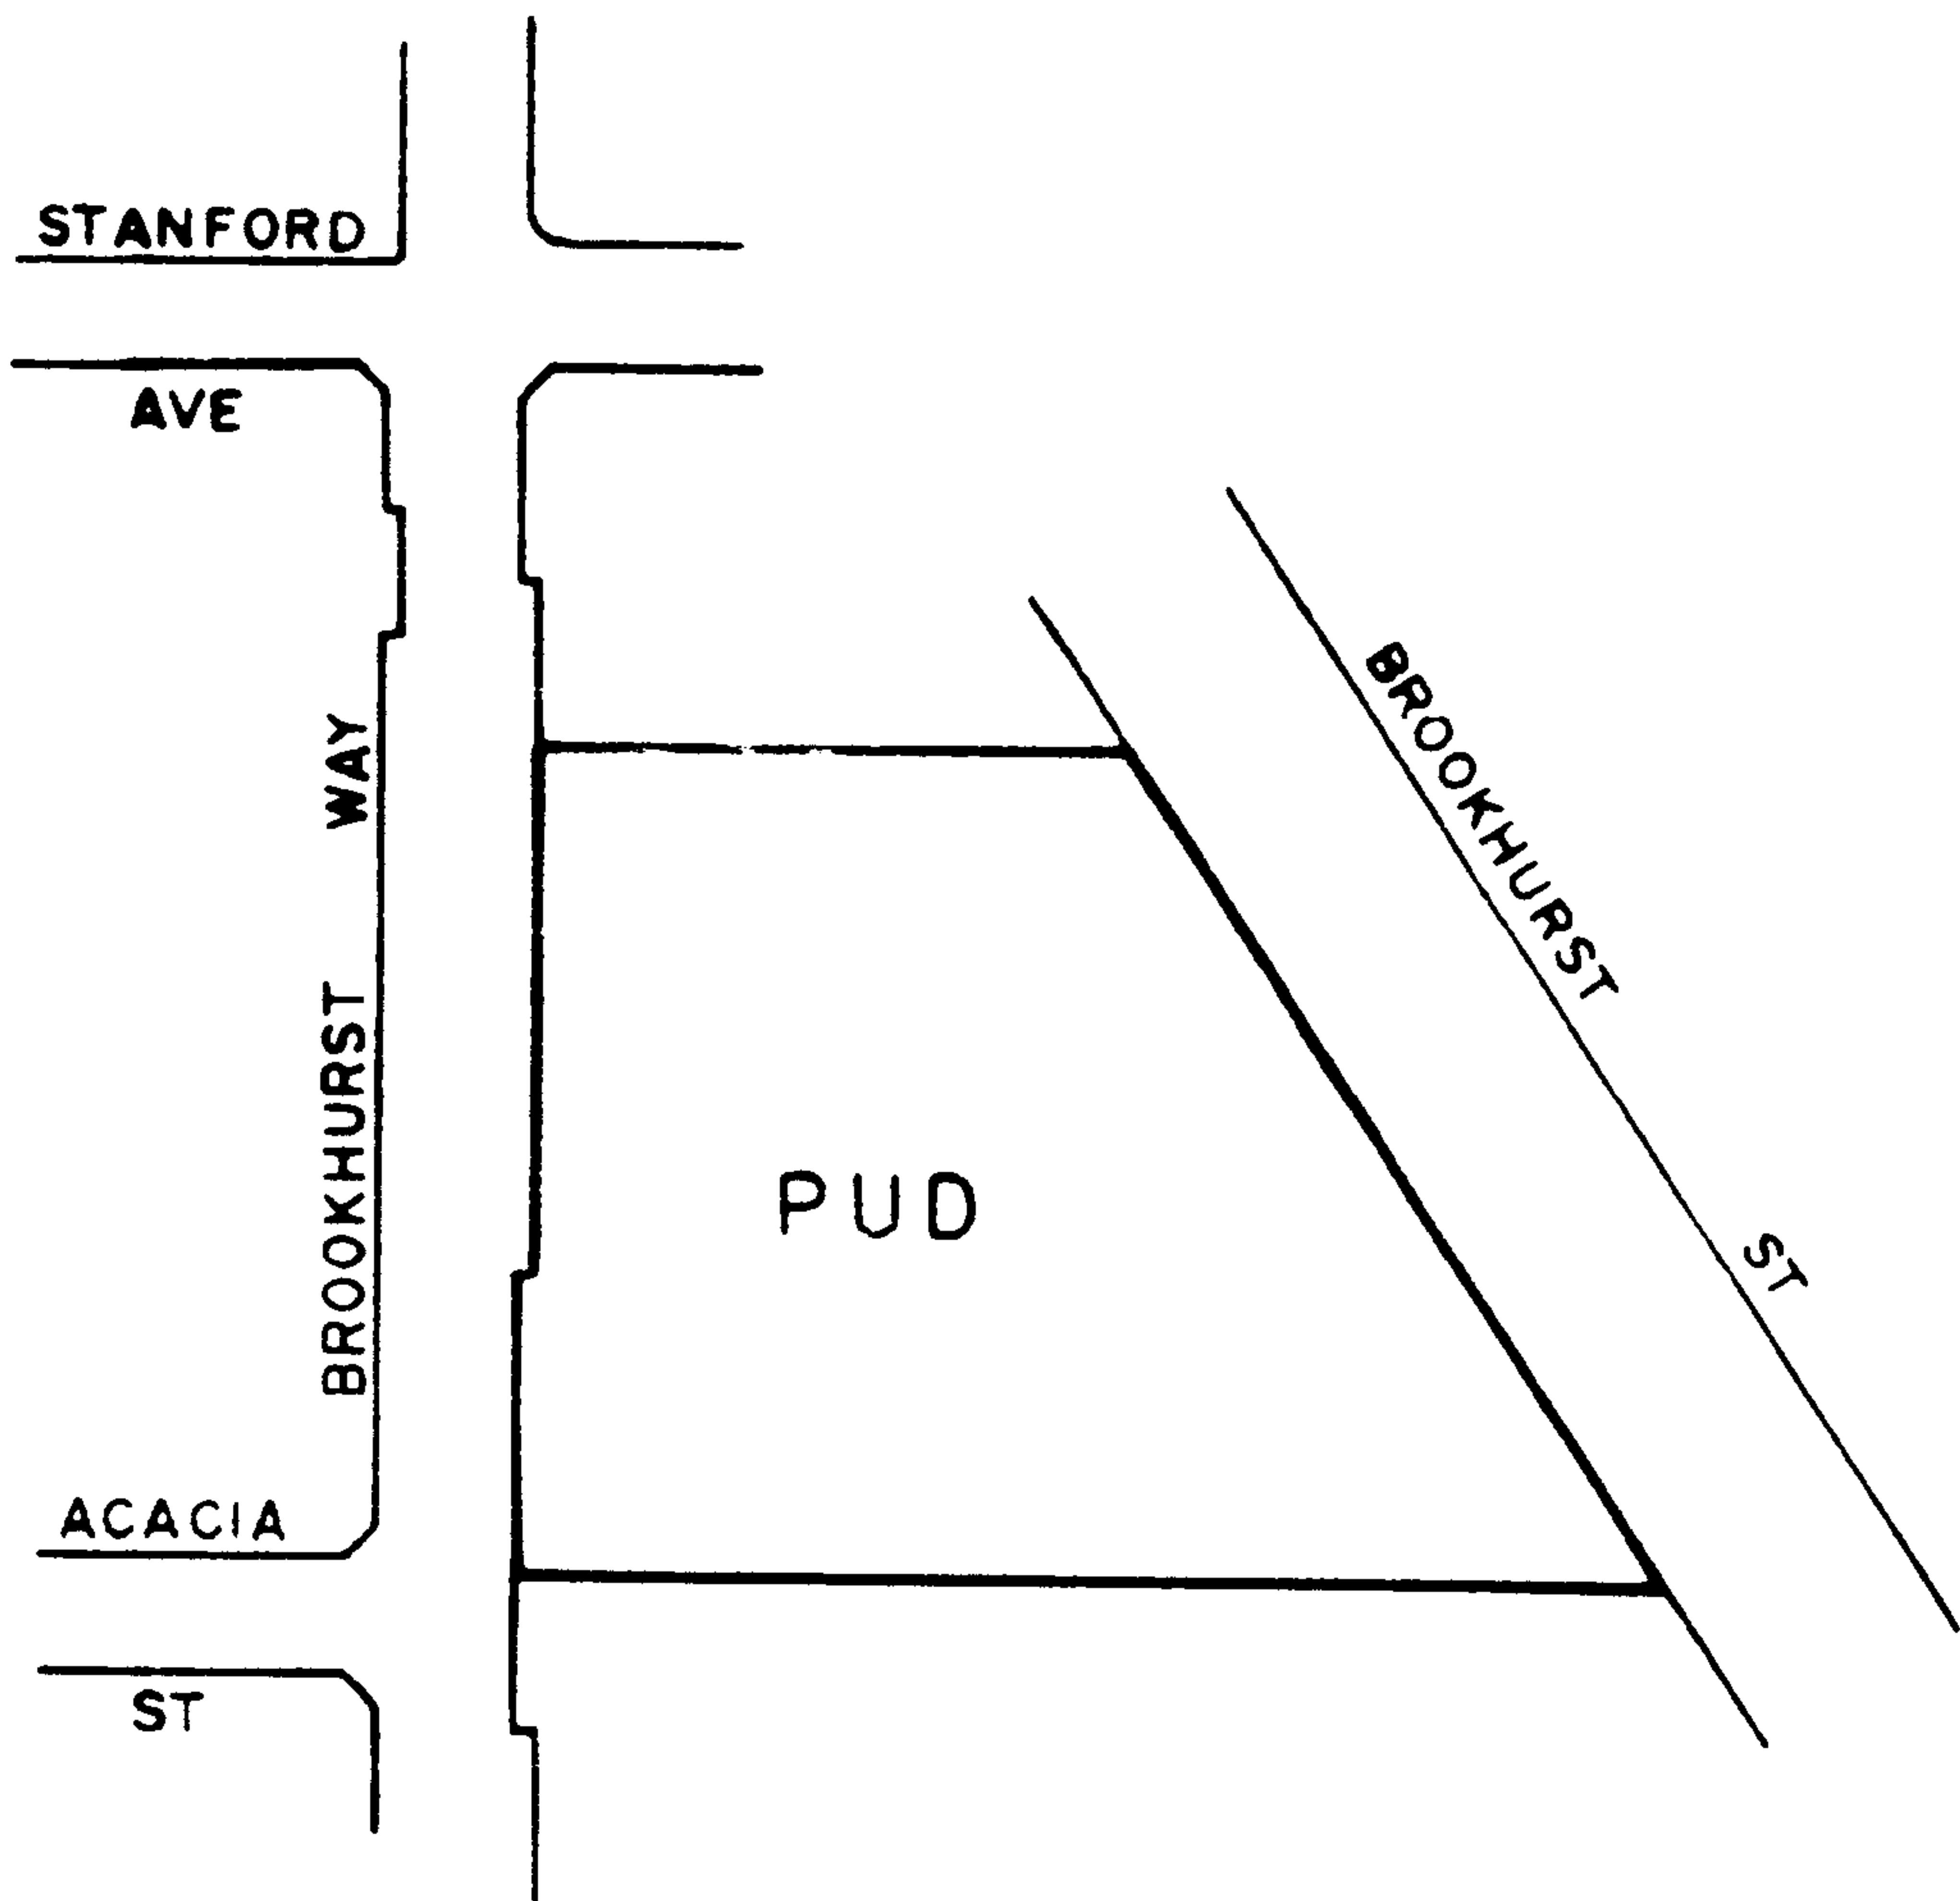 STANFORD
AVE
BROOKHURST WAY
BROOKHURST ST
PUD
ACACIA
ST